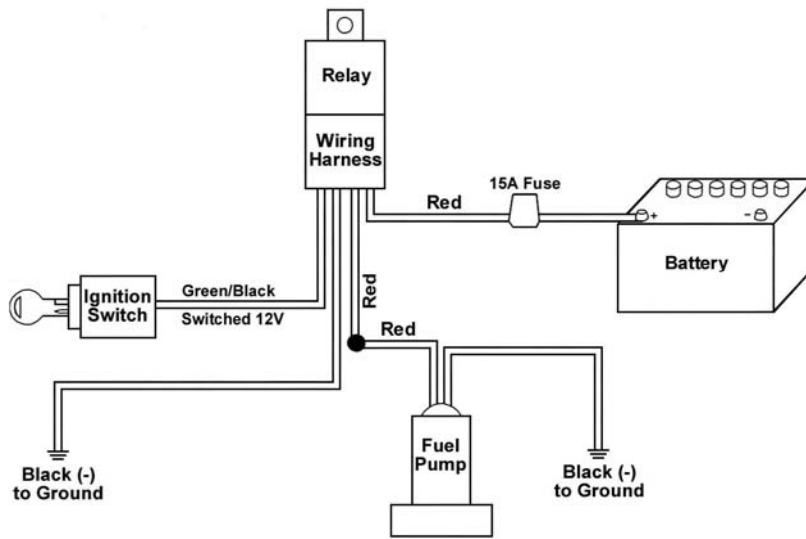 Relay
Wiring
Harness
Red
15A Fuse
+
-
Battery
Ignition
Switch
Green/Black
Switched 12V
Red
Red
Black (-)
to Ground
Fuel
Pump
Black (-)
to Ground